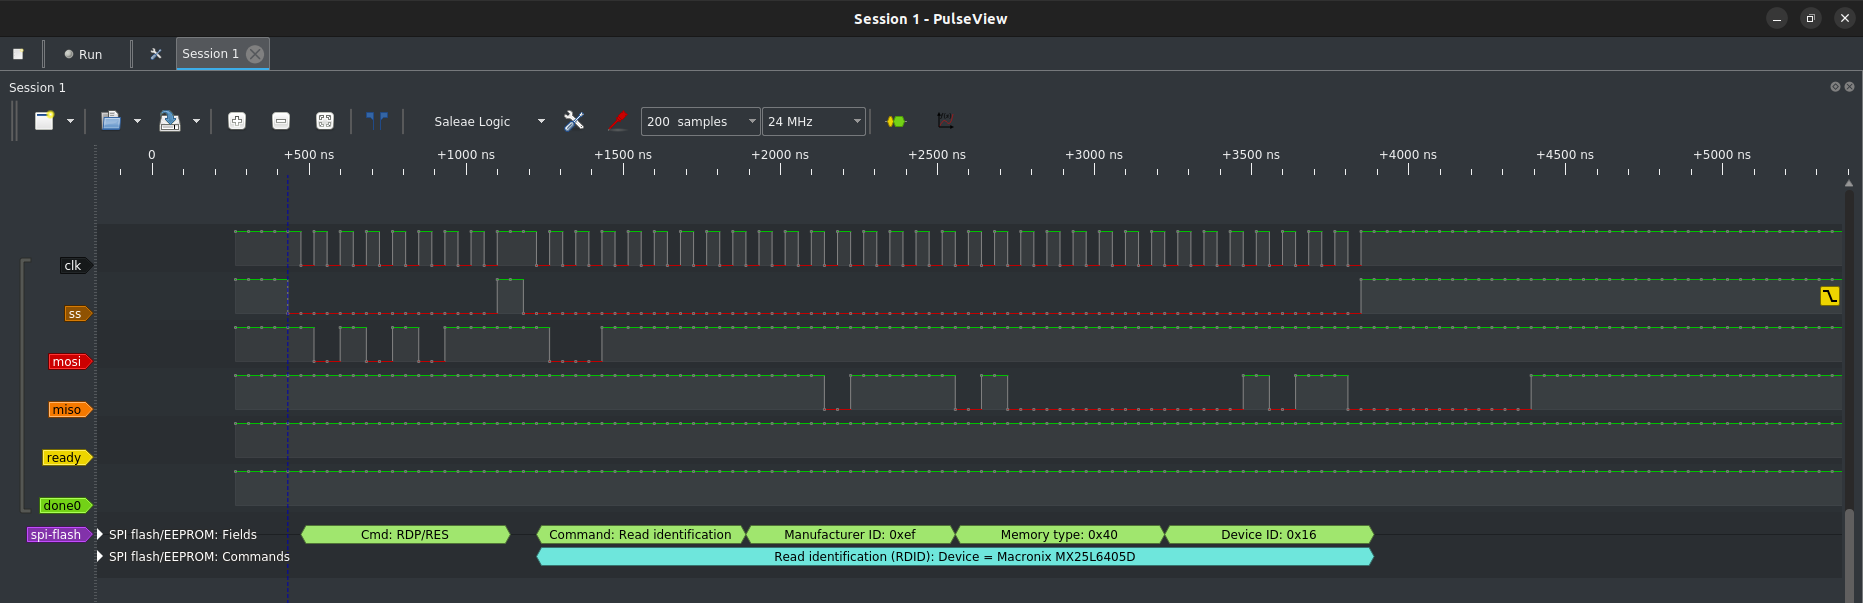 Session 1 - PulseView
Run
Session 1
Session 1
Saleae Logic
200 samples
24 MHz
0 +500 ns +1000 ns +1500 ns +2000 ns +2500 ns +3000 ns +3500 ns +4000 ns +4500 ns +5000 ns
clk
ss
mosi
miso
ready
done0
spi-flash SPI flash/EEPROM: Fields Cmd: RDP/RES Command: Read identification Manufacturer ID: 0xef Memory type: 0x40 Device ID: 0x16
SPI flash/EEPROM: Commands Read identification (RDID): Device = Macronix MX25L6405D